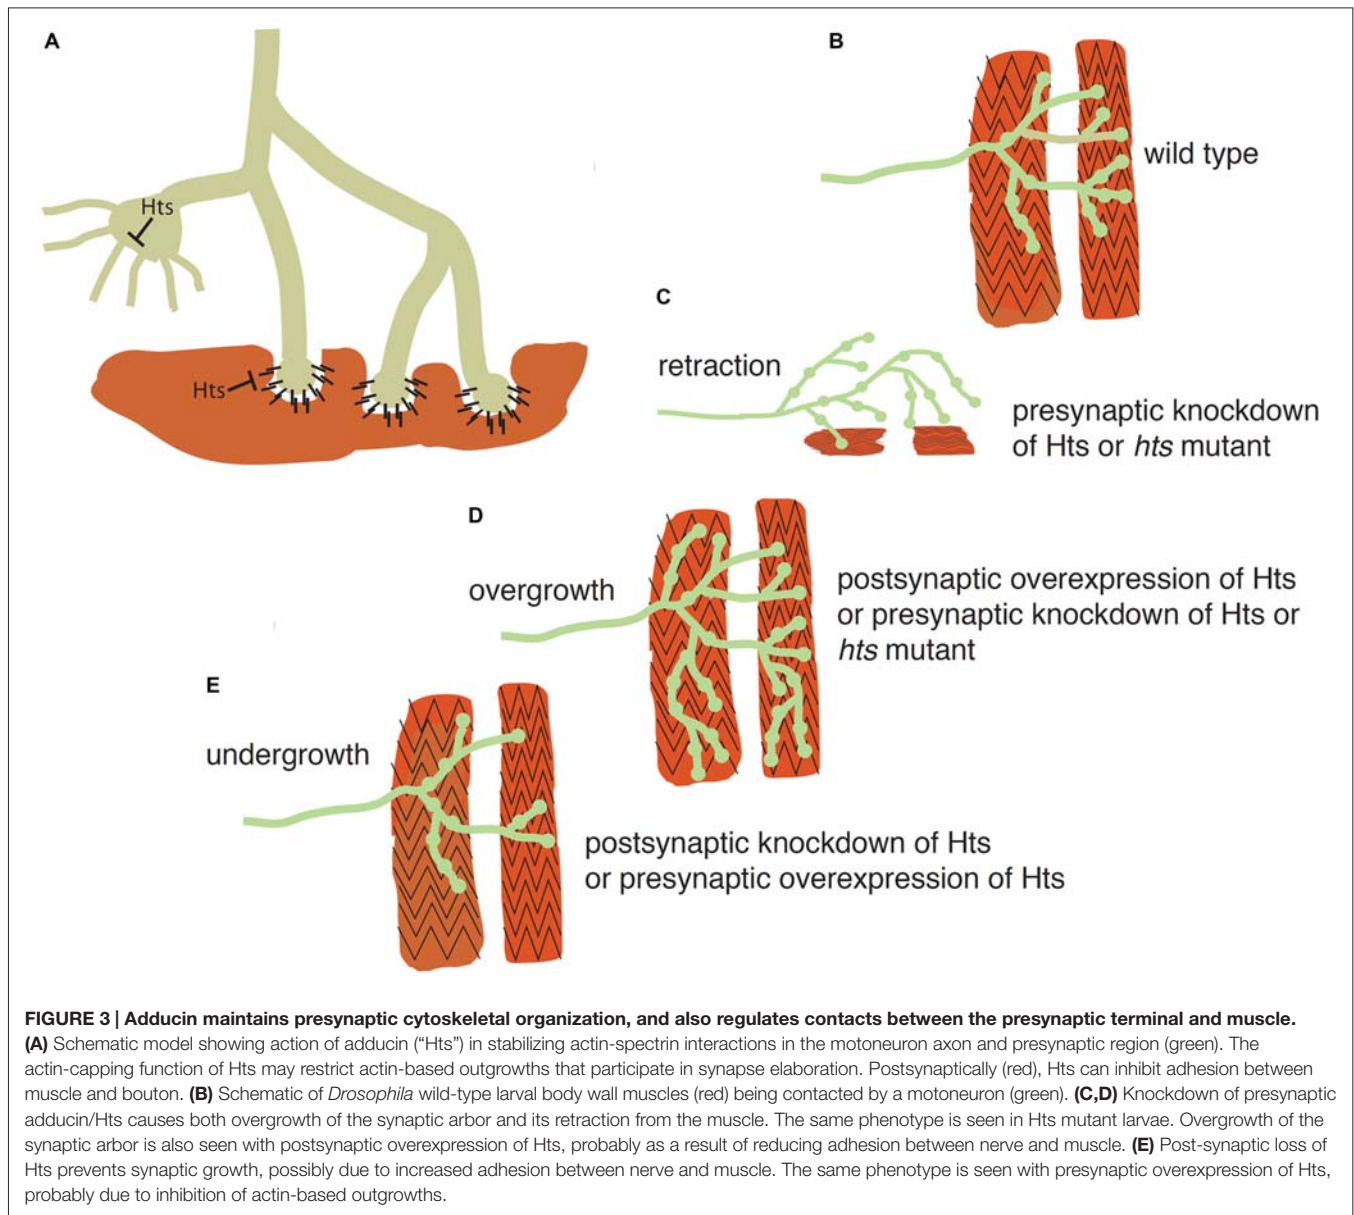 A
Hts
Hts
B
wild type
C
retraction
presynaptic knockdown
of Hts or hts mutant
D
overgrowth
postsynaptic overexpression of Hts
or presynaptic knockdown of Hts or
hts mutant
E
undergrowth
postsynaptic knockdown of Hts
or presynaptic overexpression of Hts
FIGURE 3 | Adducin maintains presynaptic cytoskeletal organization, and also regulates contacts between the presynaptic terminal and muscle.
(A) Schematic model showing action of adducin (“Hts”) in stabilizing actin-spectrin interactions in the motoneuron axon and presynaptic region (green). The
actin-capping function of Hts may restrict actin-based outgrowths that participate in synapse elaboration. Postsynaptically (red), Hts can inhibit adhesion between
muscle and bouton. (B) Schematic of Drosophila wild-type larval body wall muscles (red) being contacted by a motoneuron (green). (C,D) Knockdown of presynaptic
adducin/Hts causes both overgrowth of the synaptic arbor and its retraction from the muscle. The same phenotype is seen in Hts mutant larvae. Overgrowth of the
synaptic arbor is also seen with postsynaptic overexpression of Hts, probably as a result of reducing adhesion between nerve and muscle. (E) Post-synaptic loss of
Hts prevents synaptic growth, possibly due to increased adhesion between nerve and muscle. The same phenotype is seen with presynaptic overexpression of Hts,
probably due to inhibition of actin-based outgrowths.